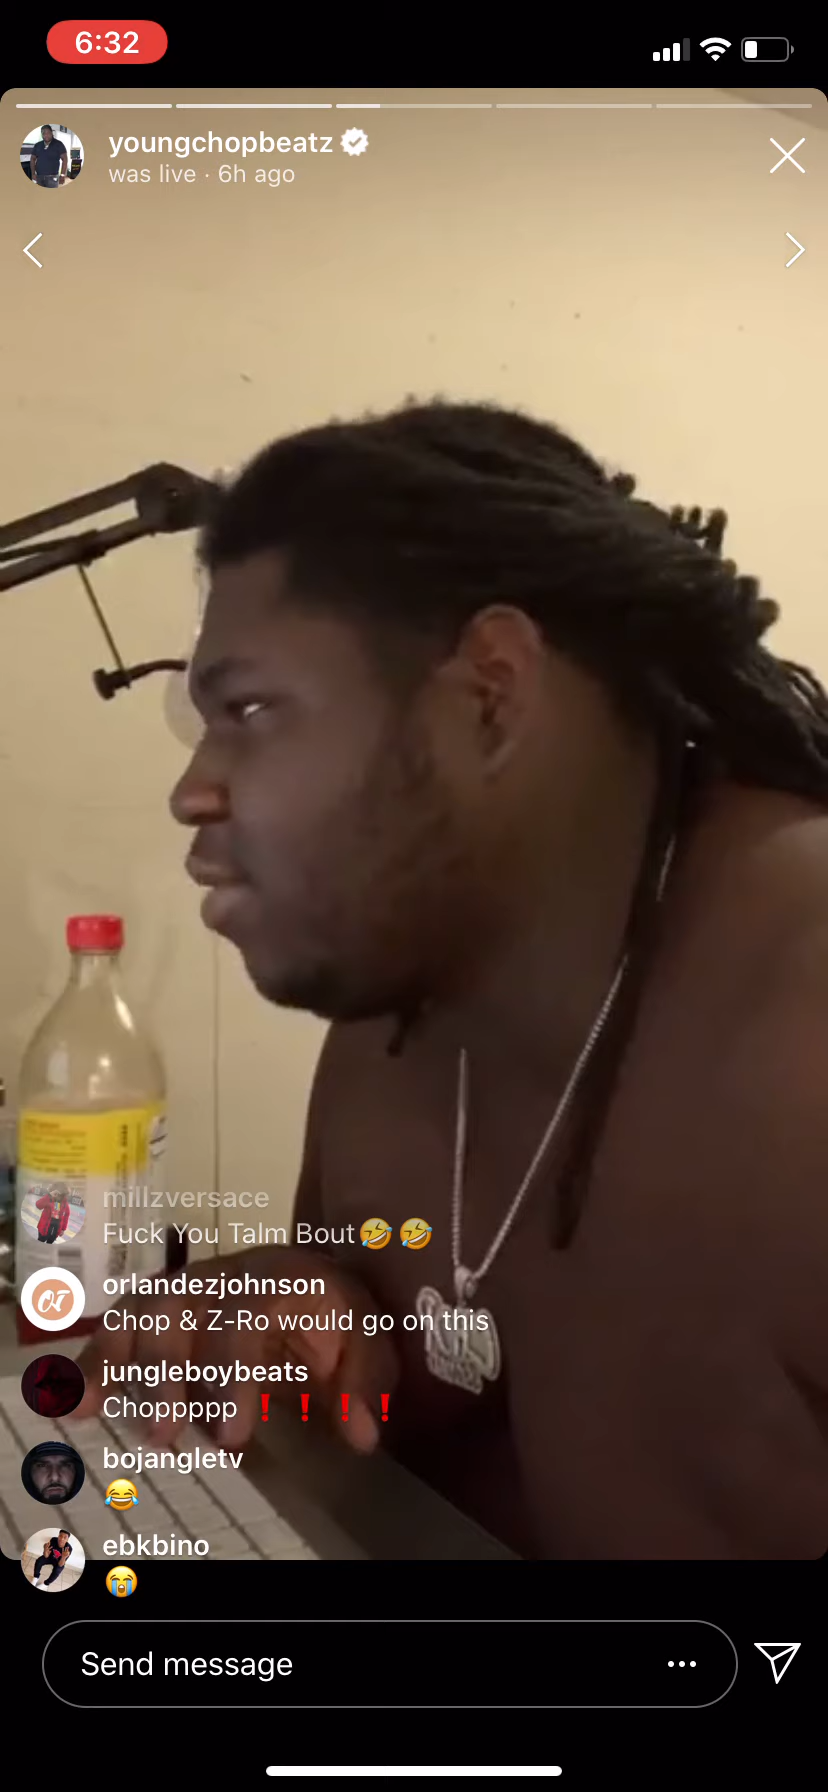 6:32
youngchopbeatz
was live · 6h ago
millzversace
Fuck You Talm Bout🤣🤣
orlandezjohnson
Chop & Z-Ro would go on this
jungleboybeats
Choppppp ❗❗❗❗
bojangletv
😂
ebkbino
😭
Send message